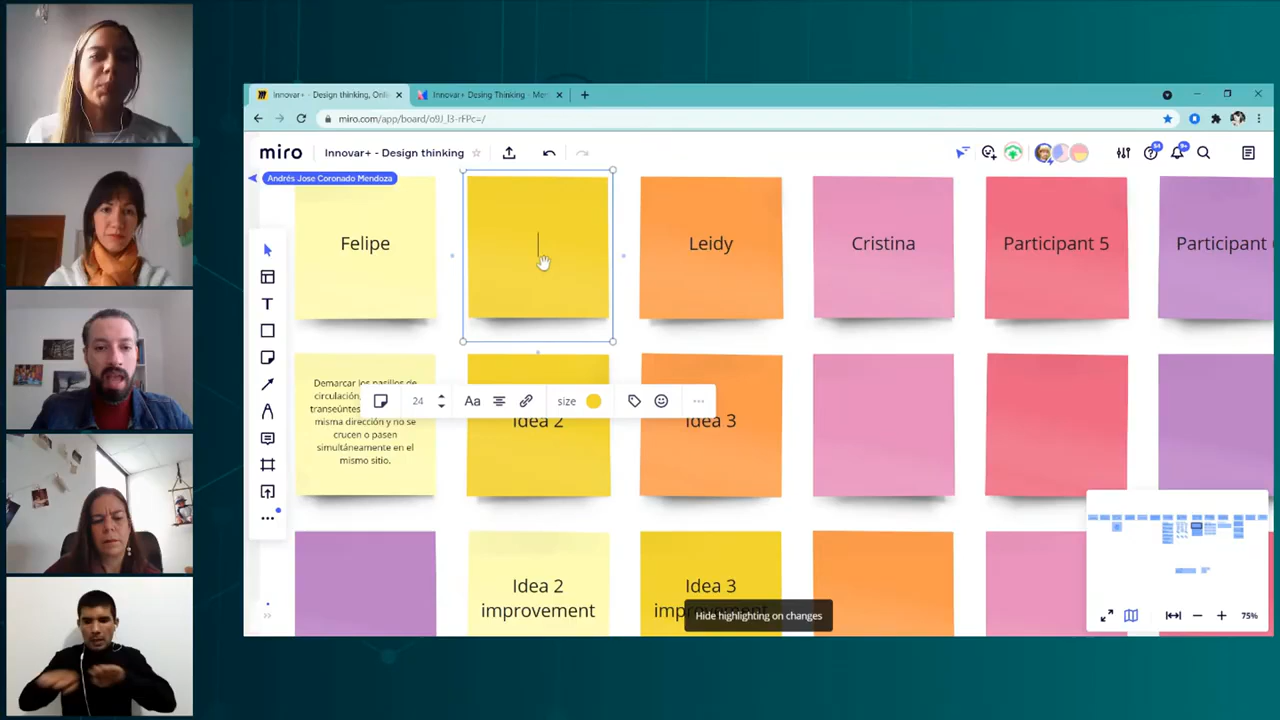 Innovar+ - Design thinking, Onli
Innovar+ Desing Thinking - Me
miro.com/app/board/o9J_l3-rFPc=/
miro
Innovar+ - Design thinking
Andrés Jose Coronado Mendoza
Felipe
Leidy
Cristina
Participant 5
Participant
24
Aa
size
Demarcar los pasillos de
circulación,
transeúntes
misma dirección y no se
crucen o pasen
simultáneamente en el
mismo sitio.
Idea 2
Idea 3
Idea 2
improvement
Idea 3
improvement
Hide highlighting on changes
75%